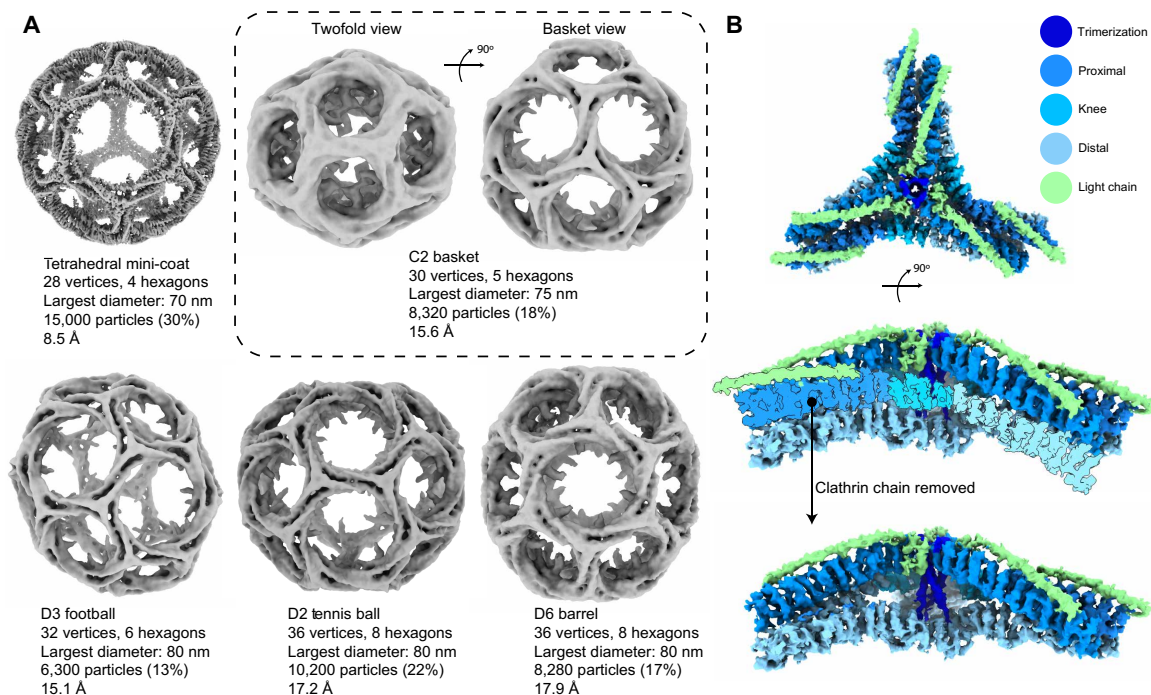 A
Twofold view
90º
Basket view
Tetrahedral mini-coat
28 vertices, 4 hexagons
Largest diameter: 70 nm
15,000 particles (30%)
8.5 Å
C2 basket
30 vertices, 5 hexagons
Largest diameter: 75 nm
8,320 particles (18%)
15.6 Å
D3 football
32 vertices, 6 hexagons
Largest diameter: 80 nm
6,300 particles (13%)
15.1 Å
D2 tennis ball
36 vertices, 8 hexagons
Largest diameter: 80 nm
10,200 particles (22%)
17.2 Å
D6 barrel
36 vertices, 8 hexagons
Largest diameter: 80 nm
8,280 particles (17%)
17.9 Å
B
Trimerization
Proximal
Knee
Distal
Light chain
90º
Clathrin chain removed